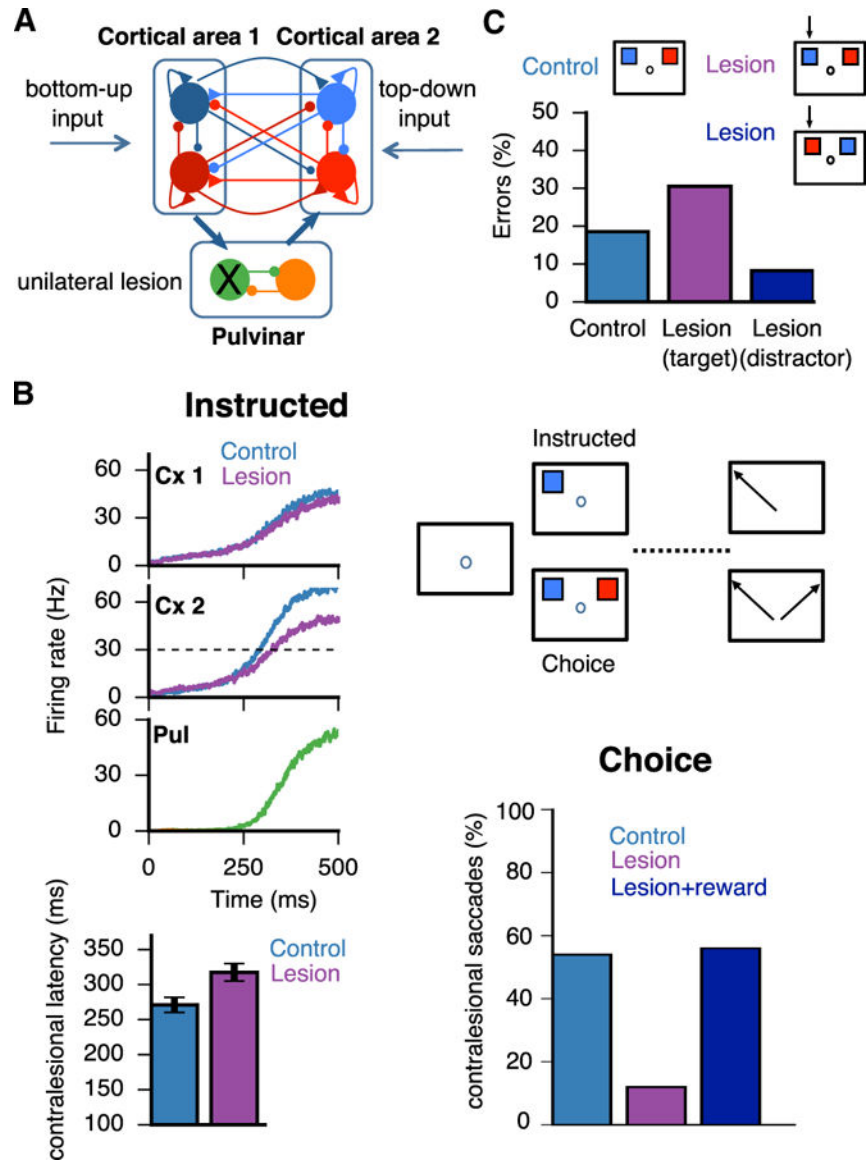 A
Cortical area 1 Cortical area 2
bottom-up
input
top-down
input
unilateral lesion
X
Pulvinar
C
Control
Lesion
Lesion
50
40
30
20
10
0
Errors (%)
Control
Lesion
(target)
Lesion
(distractor)
B
Instructed
Control
Lesion
Cx 1
60
30
0
Cx 2
60
30
0
Pul
60
30
0
Firing rate (Hz)
0 250 500
Time (ms)
Instructed
Choice
contralesional latency (ms)
350
300
250
200
150
100
Control
Lesion
Choice
contralesional saccades (%)
100
80
60
40
20
0
Control
Lesion
Lesion+reward